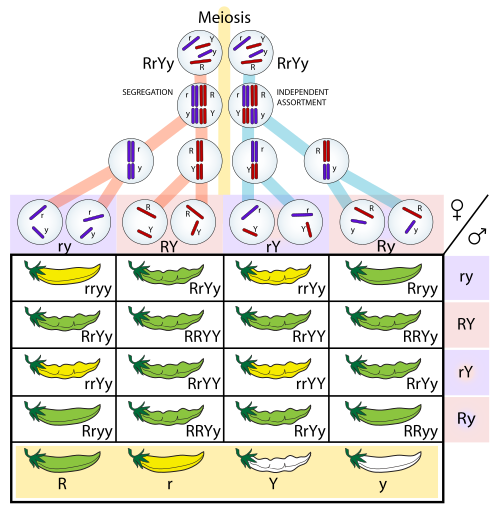 Meiosis
r Y r Y
y y
RrYy R R RrYy
SEGREGATION r R r R INDEPENDENT
y Y Y y ASSORTMENT
r R r R
y Y Y y
r r R R r r R R
y y Y Y Y Y y y
ry RY rY Ry ♀ / ♂
rryy RrYy rrYy Rryy ry
RrYy RRYY RrYY RRYy RY
rrYy RrYY rrYY RrYy rY
Rryy RRYy RrYy RRyy Ry
R r Y y